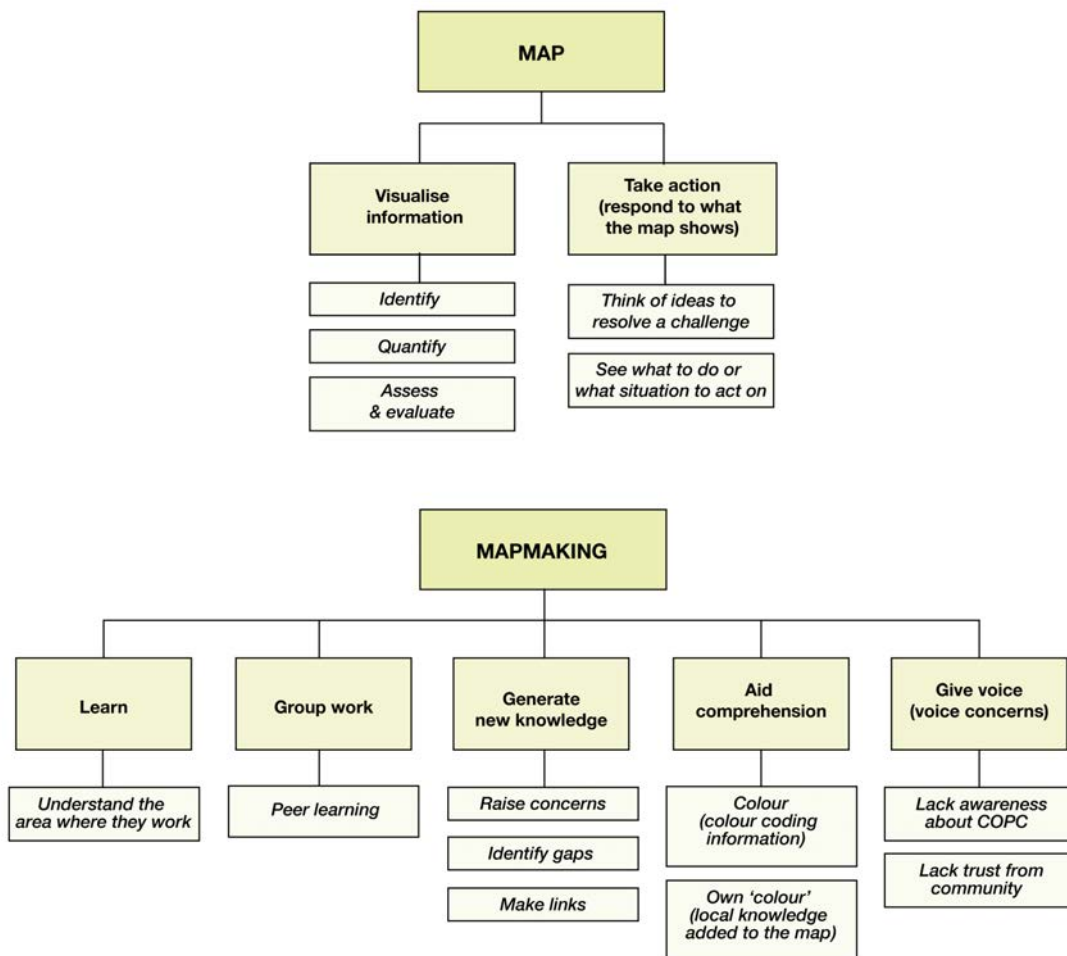 MAP
Visualise
information
Identify
Quantify
Assess
& evaluate
Take action
(respond to what
the map shows)
Think of ideas to
resolve a challenge
See what to do or
what situation to act on
MAPMAKING
Learn
Understand the
area where they work
Group work
Peer learning
Generate
new knowledge
Raise concerns
Identify gaps
Make links
Aid
comprehension
Colour
(colour coding
information)
Own ‘colour’
(local knowledge
added to the map)
Give voice
(voice concerns)
Lack awareness
about COPC
Lack trust from
community